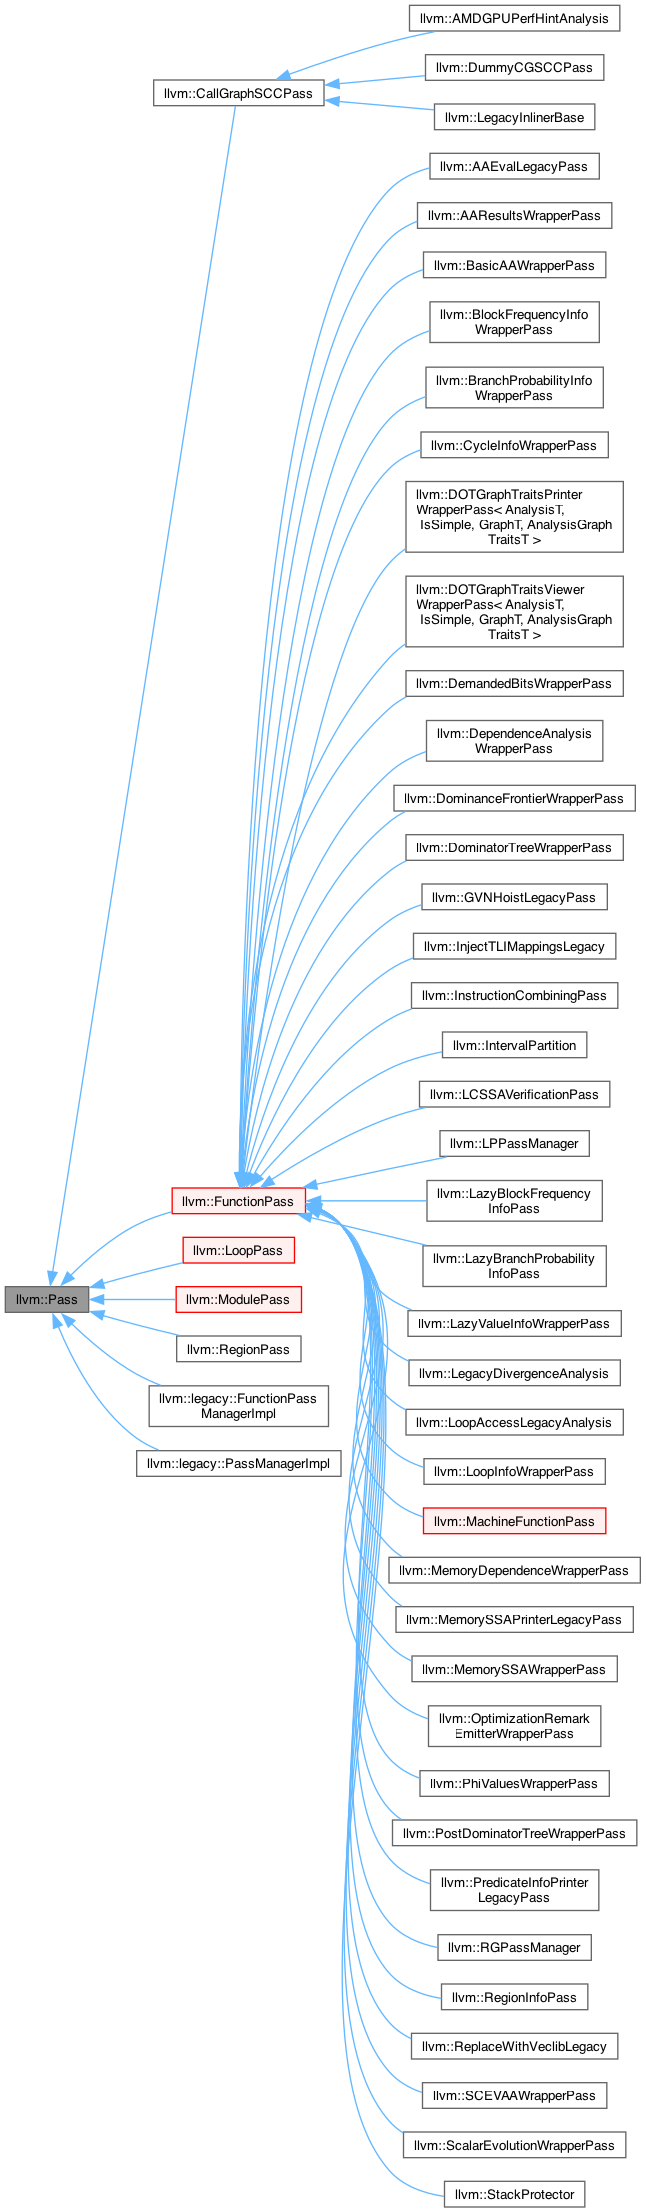 llvm::AMDGPUPerfHintAnalysis
llvm::DummyCGSCCPass
llvm::CallGraphSCCPass
llvm::LegacyInlinerBase
llvm::AAEvalLegacyPass
llvm::AAResultsWrapperPass
llvm::BasicAAWrapperPass
llvm::BlockFrequencyInfo
WrapperPass
llvm::BranchProbabilityInfo
WrapperPass
llvm::CycleInfoWrapperPass
llvm::DOTGraphTraitsPrinter
WrapperPass< AnalysisT,
IsSimple, GraphT, AnalysisGraph
TraitsT >
llvm::DOTGraphTraitsViewer
WrapperPass< AnalysisT,
IsSimple, GraphT, AnalysisGraph
TraitsT >
llvm::DemandedBitsWrapperPass
llvm::DependenceAnalysis
WrapperPass
llvm::DominanceFrontierWrapperPass
llvm::DominatorTreeWrapperPass
llvm::GVNHoistLegacyPass
llvm::InjectTLIMappingsLegacy
llvm::InstructionCombiningPass
llvm::IntervalPartition
llvm::LCSSAVerificationPass
llvm::LPPassManager
llvm::FunctionPass
llvm::LazyBlockFrequency
InfoPass
llvm::LoopPass
llvm::LazyBranchProbability
InfoPass
llvm::Pass
llvm::ModulePass
llvm::LazyValueInfoWrapperPass
llvm::RegionPass
llvm::LegacyDivergenceAnalysis
llvm::legacy::FunctionPass
ManagerImpl
llvm::LoopAccessLegacyAnalysis
llvm::legacy::PassManagerImpl
llvm::LoopInfoWrapperPass
llvm::MachineFunctionPass
llvm::MemoryDependenceWrapperPass
llvm::MemorySSAPrinterLegacyPass
llvm::MemorySSAWrapperPass
llvm::OptimizationRemark
EmitterWrapperPass
llvm::PhiValuesWrapperPass
llvm::PostDominatorTreeWrapperPass
llvm::PredicateInfoPrinter
LegacyPass
llvm::RGPassManager
llvm::RegionInfoPass
llvm::ReplaceWithVeclibLegacy
llvm::SCEVAAWrapperPass
llvm::ScalarEvolutionWrapperPass
llvm::StackProtector